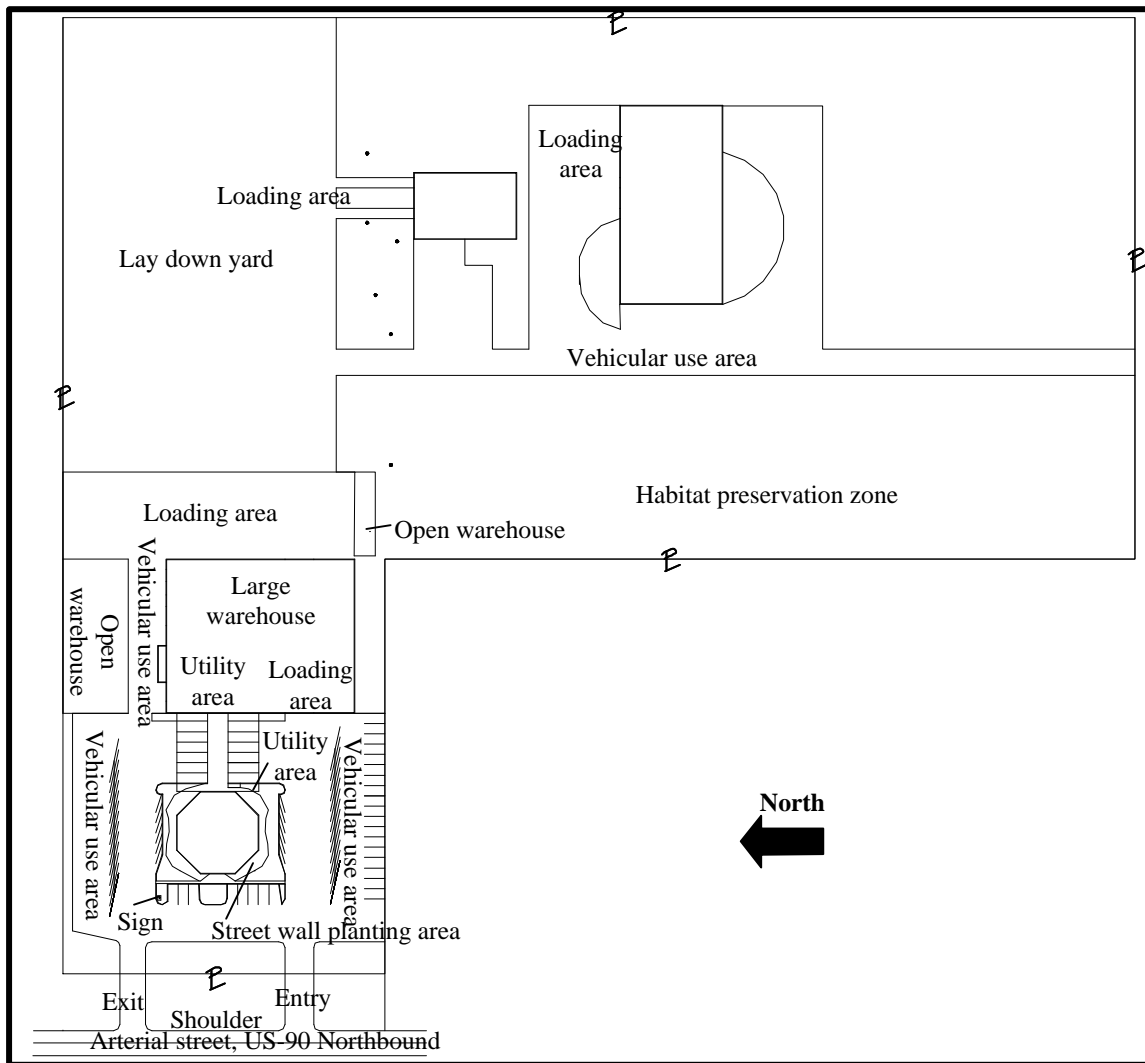 Loading
area
Loading area
Lay down yard
Vehicular use area
Habitat preservation zone
Loading area
Open warehouse
Vehicular use area
Open
warehouse
Large
warehouse
Utility
area
Loading
area
Vehicular use area
Utility
area
Vehicular use area
North
Sign
Street wall planting area
Exit
Entry
Shoulder
Arterial street, US-90 Northbound